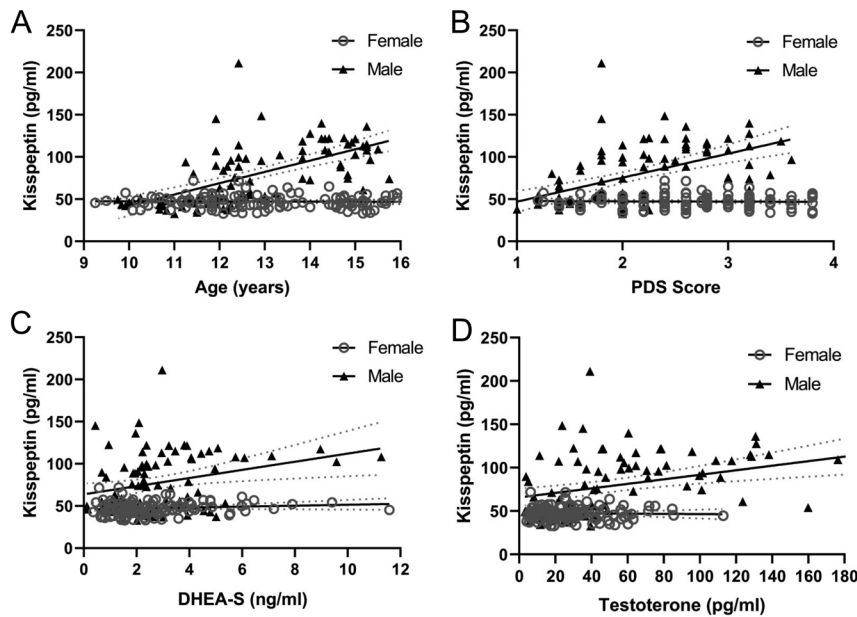 A
Kisspeptin (pg/ml)
250
200
150
100
50
0
9 10 11 12 13 14 15 16
Age (years)
Female
Male
B
Kisspeptin (pg/ml)
250
200
150
100
50
0
1 2 3 4
PDS Score
Female
Male
C
Kisspeptin (pg/ml)
250
200
150
100
50
0
0 2 4 6 8 10 12
DHEA-S (ng/ml)
Female
Male
D
Kisspeptin (pg/ml)
250
200
150
100
50
0
0 20 40 60 80 100 120 140 160 180
Testoterone (pg/ml)
Female
Male